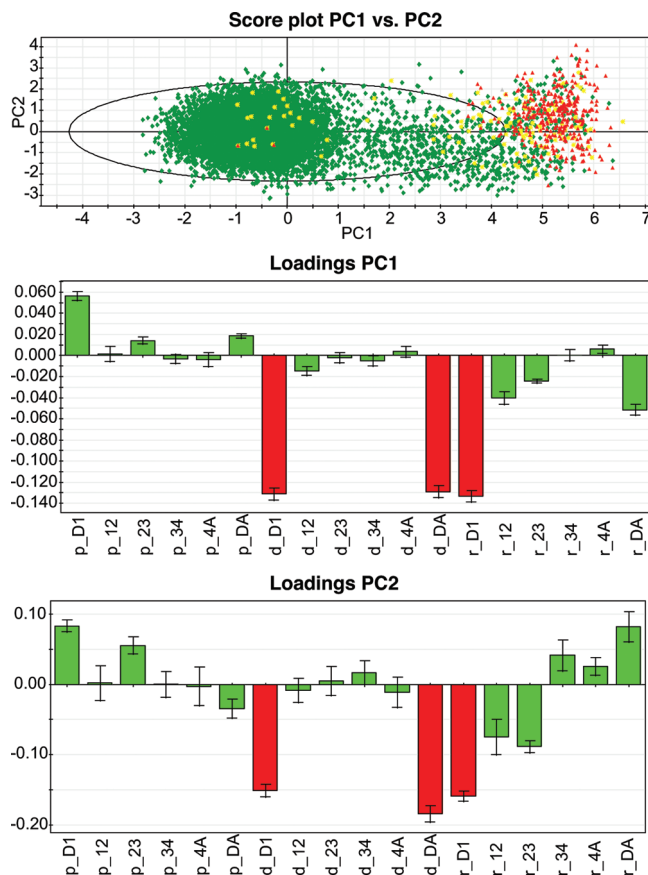 Score plot PC1 vs. PC2
4
3
2
1
0
-1
-2
-3
PC2
-4 -3 -2 -1 0 1 2 3 4 5 6 7
PC1
Loadings PC1
0.060
0.040
0.020
0.000
-0.020
-0.040
-0.060
-0.080
-0.100
-0.120
-0.140
p_D1 p_12 p_23 p_34 p_4A p_DA d_D1 d_12 d_23 d_34 d_4A d_DA r_D1 r_12 r_23 r_34 r_4A r_DA
Loadings PC2
0.10
0.00
-0.10
-0.20
p_D1 p_12 p_23 p_34 p_4A p_DA d_D1 d_12 d_23 d_34 d_4A d_DA r_D1 r_12 r_23 r_34 r_4A r_DA